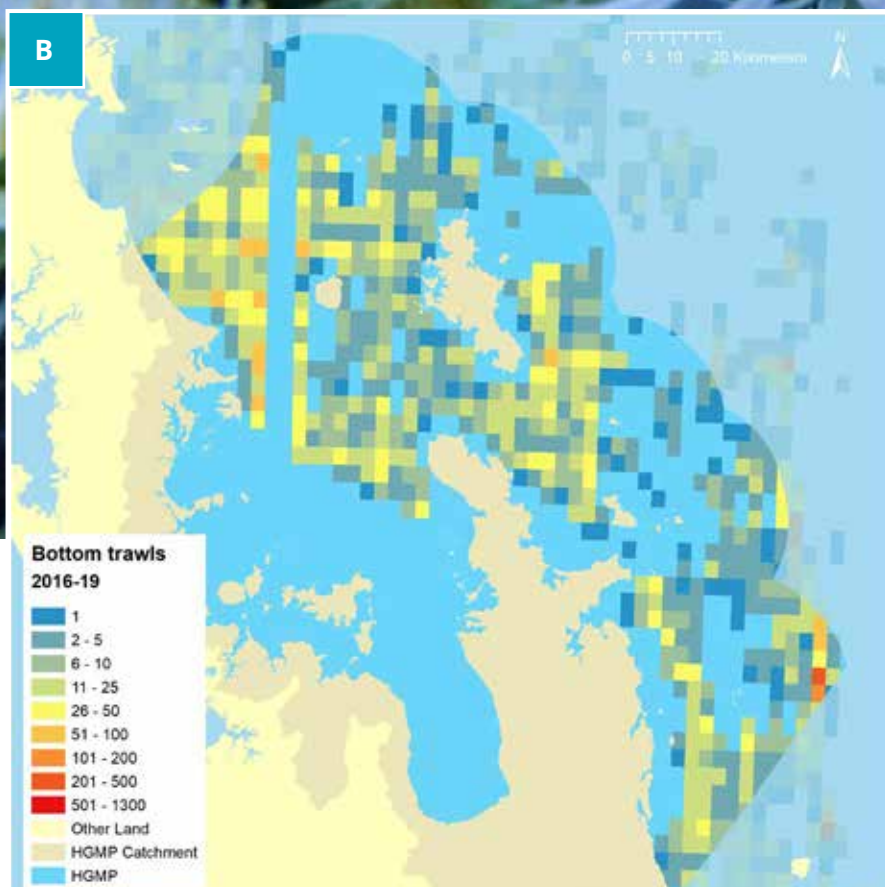 B
0 5 10 20 Kilometers
N
Bottom trawls
2016-19
1
2 - 5
6 - 10
11 - 25
26 - 50
51 - 100
101 - 200
201 - 500
501 - 1300
Other Land
HGMP Catchment
HGMP